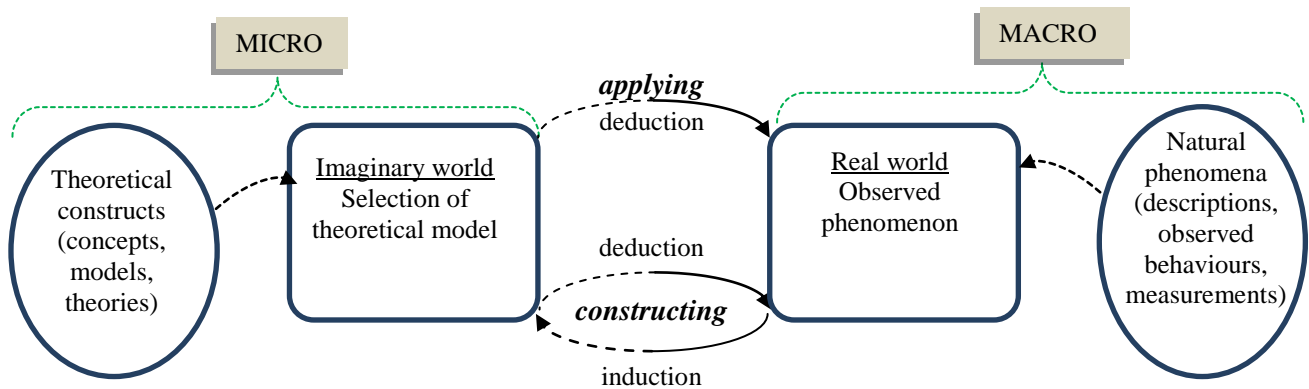 MICRO
MACRO
applying
deduction
Theoretical
constructs
(concepts,
models,
theories)
Imaginary world
Selection of
theoretical model
deduction
constructing
induction
Real world
Observed
phenomenon
Natural
phenomena
(descriptions,
observed
behaviours,
measurements)